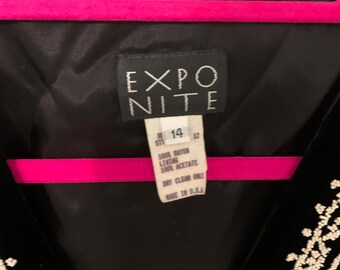 EXPO
NITE
14
100% RAYON
LINING
100% ACETATE
DRY CLEAN ONLY
MADE IN U.S.A